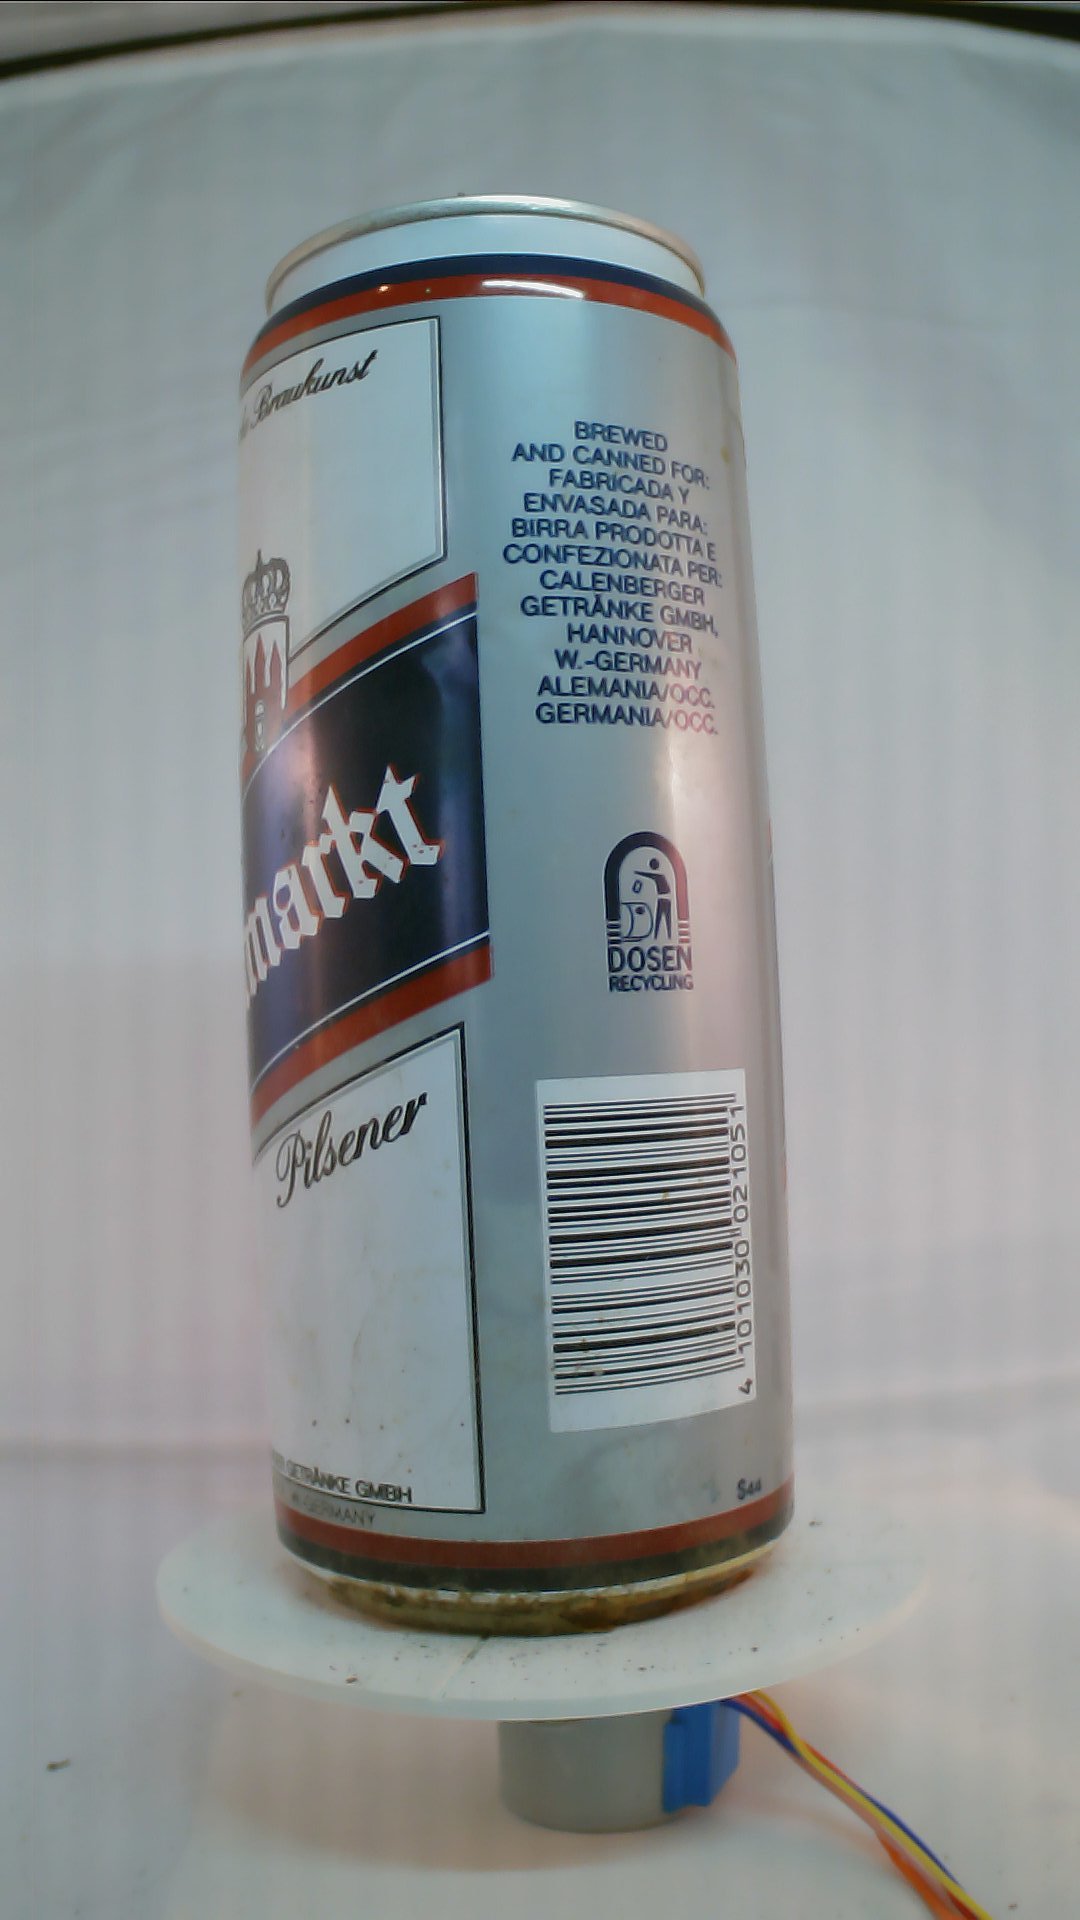 Braukunst
BREWED
AND CANNED FOR:
FABRICADA Y
ENVASADA PARA:
BIRRA PRODOTTA E
CONFEZIONATA PER:
CALENBERGER
GETRÄNKE GMBH,
HANNOVER
W.-GERMANY
ALEMANIA/OCC.
GERMANIA/OCC.
markt
DOSEN
RECYCLING
Pilsener
4 101030 021051
GETRÄNKE GMBH
W.-GERMANY
S44